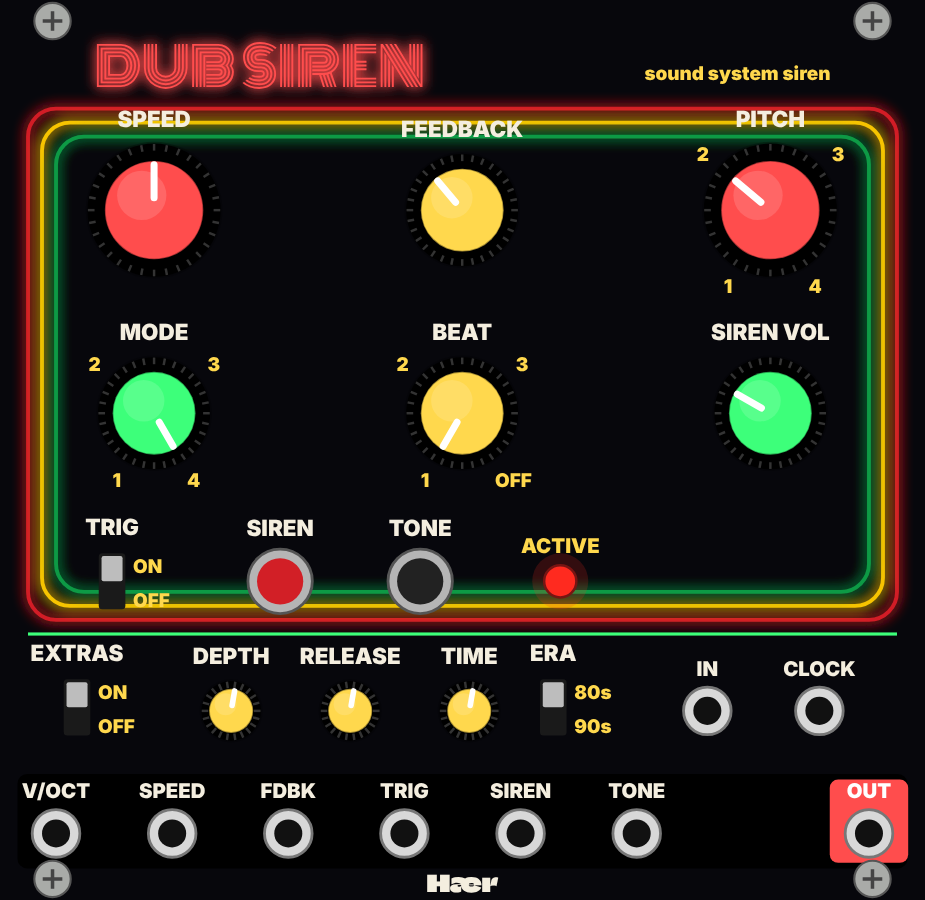 DUB SIREN
sound system siren
SPEED
FEEDBACK
PITCH
2 3
1 4
MODE
BEAT
SIREN VOL
2 3
2 3
1 4
1 OFF
TRIG
ON
OFF
SIREN
TONE
ACTIVE
EXTRAS
ON
OFF
DEPTH
RELEASE
TIME
ERA
80s
90s
IN
CLOCK
V/OCT
SPEED
FDBK
TRIG
SIREN
TONE
OUT
Hær